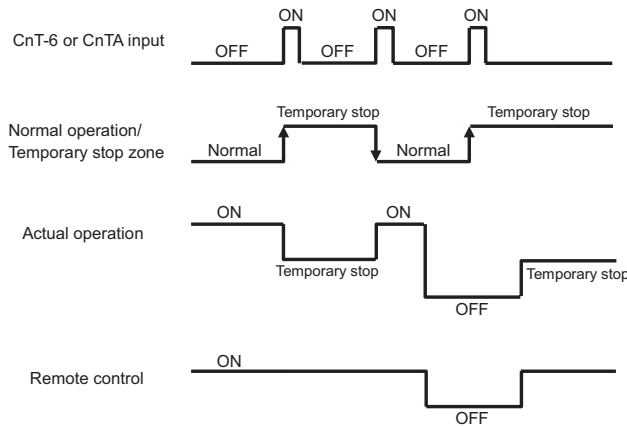 ON ON ON
CnT-6 or CnTA input
OFF OFF OFF
Temporary stop Temporary stop
Normal operation/
Temporary stop zone
Normal Normal
ON ON
Actual operation
Temporary stop Temporary stop
OFF
ON
Remote control
OFF